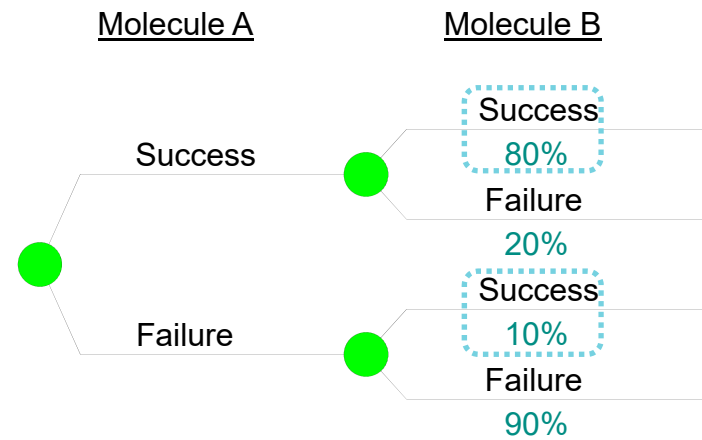 Molecule A
Molecule B
Success
80%
Success
Failure
20%
Success
10%
Failure
Failure
90%